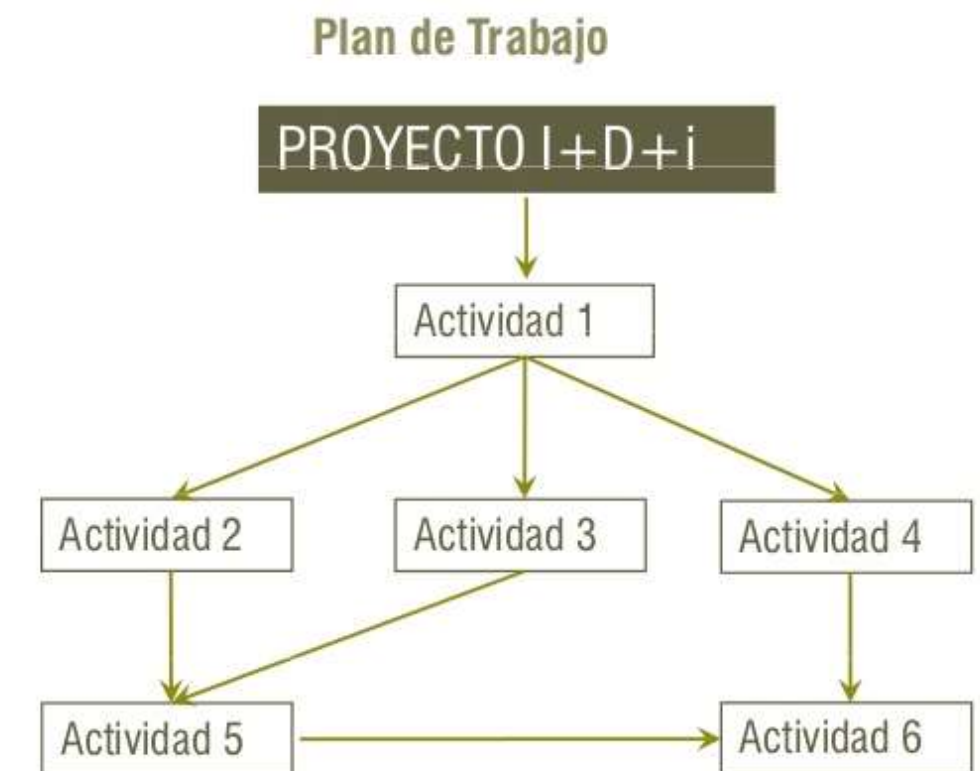 Plan de Trabajo
PROYECTO I+D+i
Actividad 1
Actividad 2
Actividad 3
Actividad 4
Actividad 5
Actividad 6